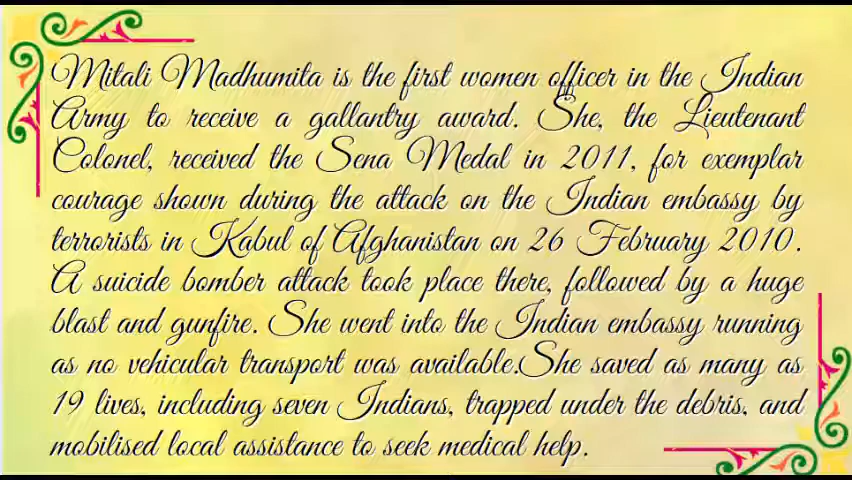 Mitali Madhumita is the first women officer in the Indian
Army to receive a gallantry award. She, the Lieutenant
Colonel, received the Sena Medal in 2011, for exemplar
courage shown during the attack on the Indian embassy by
terrorists in Kabul of Afghanistan on 26 February 2010.
A suicide bomber attack took place there, followed by a huge
blast and gunfire. She went into the Indian embassy running
as no vehicular transport was available.She saved as many as
19 lives, including seven Indians, trapped under the debris, and
mobilised local assistance to seek medical help.